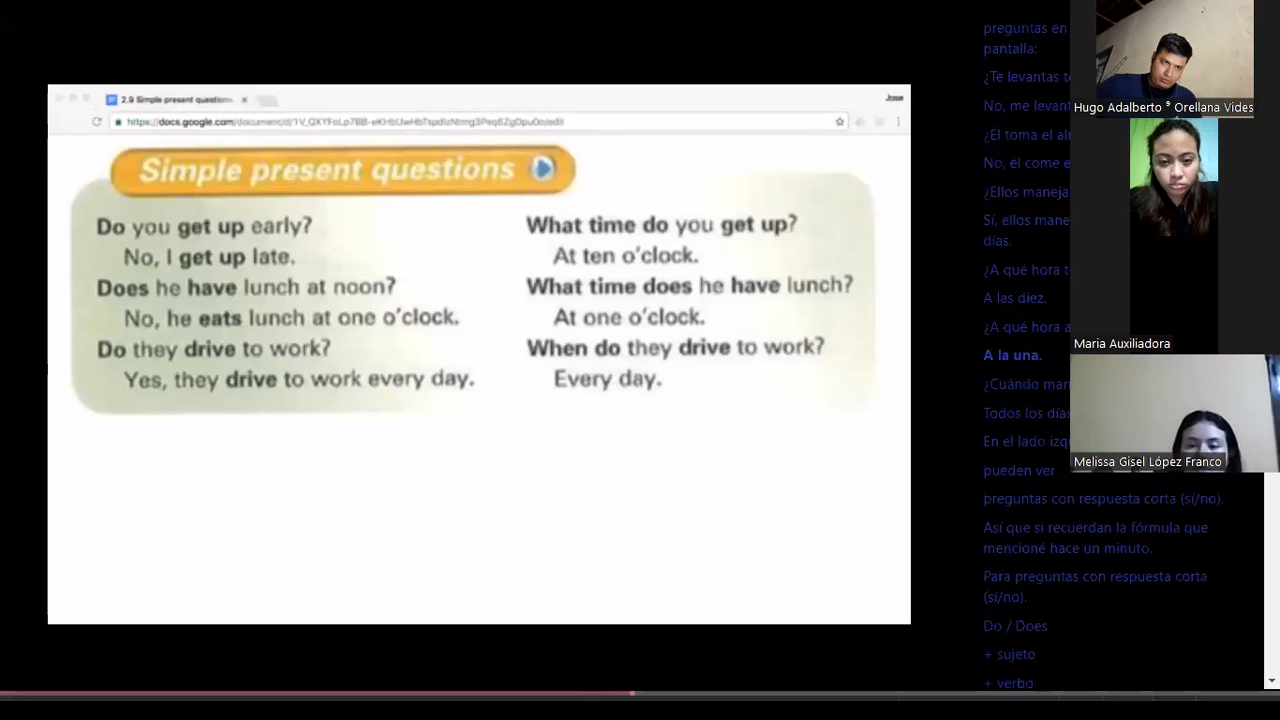 2.9 Simple present questions
Jose
Simple present questions
Do you get up early?
No, I get up late.
Does he have lunch at noon?
No, he eats lunch at one o'clock.
Do they drive to work?
Yes, they drive to work every day.
What time do you get up?
At ten o'clock.
What time does he have lunch?
At one o'clock.
When do they drive to work?
Every day.
preguntas en
pantalla:
¿Te levantas
No, me
¿Él toma el
No, él come
¿Ellos maneja
Sí, ellos
días.
¿A qué hora
A las diez.
¿A qué hora
A la una.
¿Cuándo
Todos los días
En el lado
pueden ver
preguntas con respuesta corta (sí/no).
Así que si recuerdan la fórmula que
mencioné hace un minuto.
Para preguntas con respuesta corta
(sí/no).
Do / Does
+ sujeto
+ verbo
Hugo Adalberto ° Orellana Vides
Maria Auxiliadora
Melissa Gisel López Franco